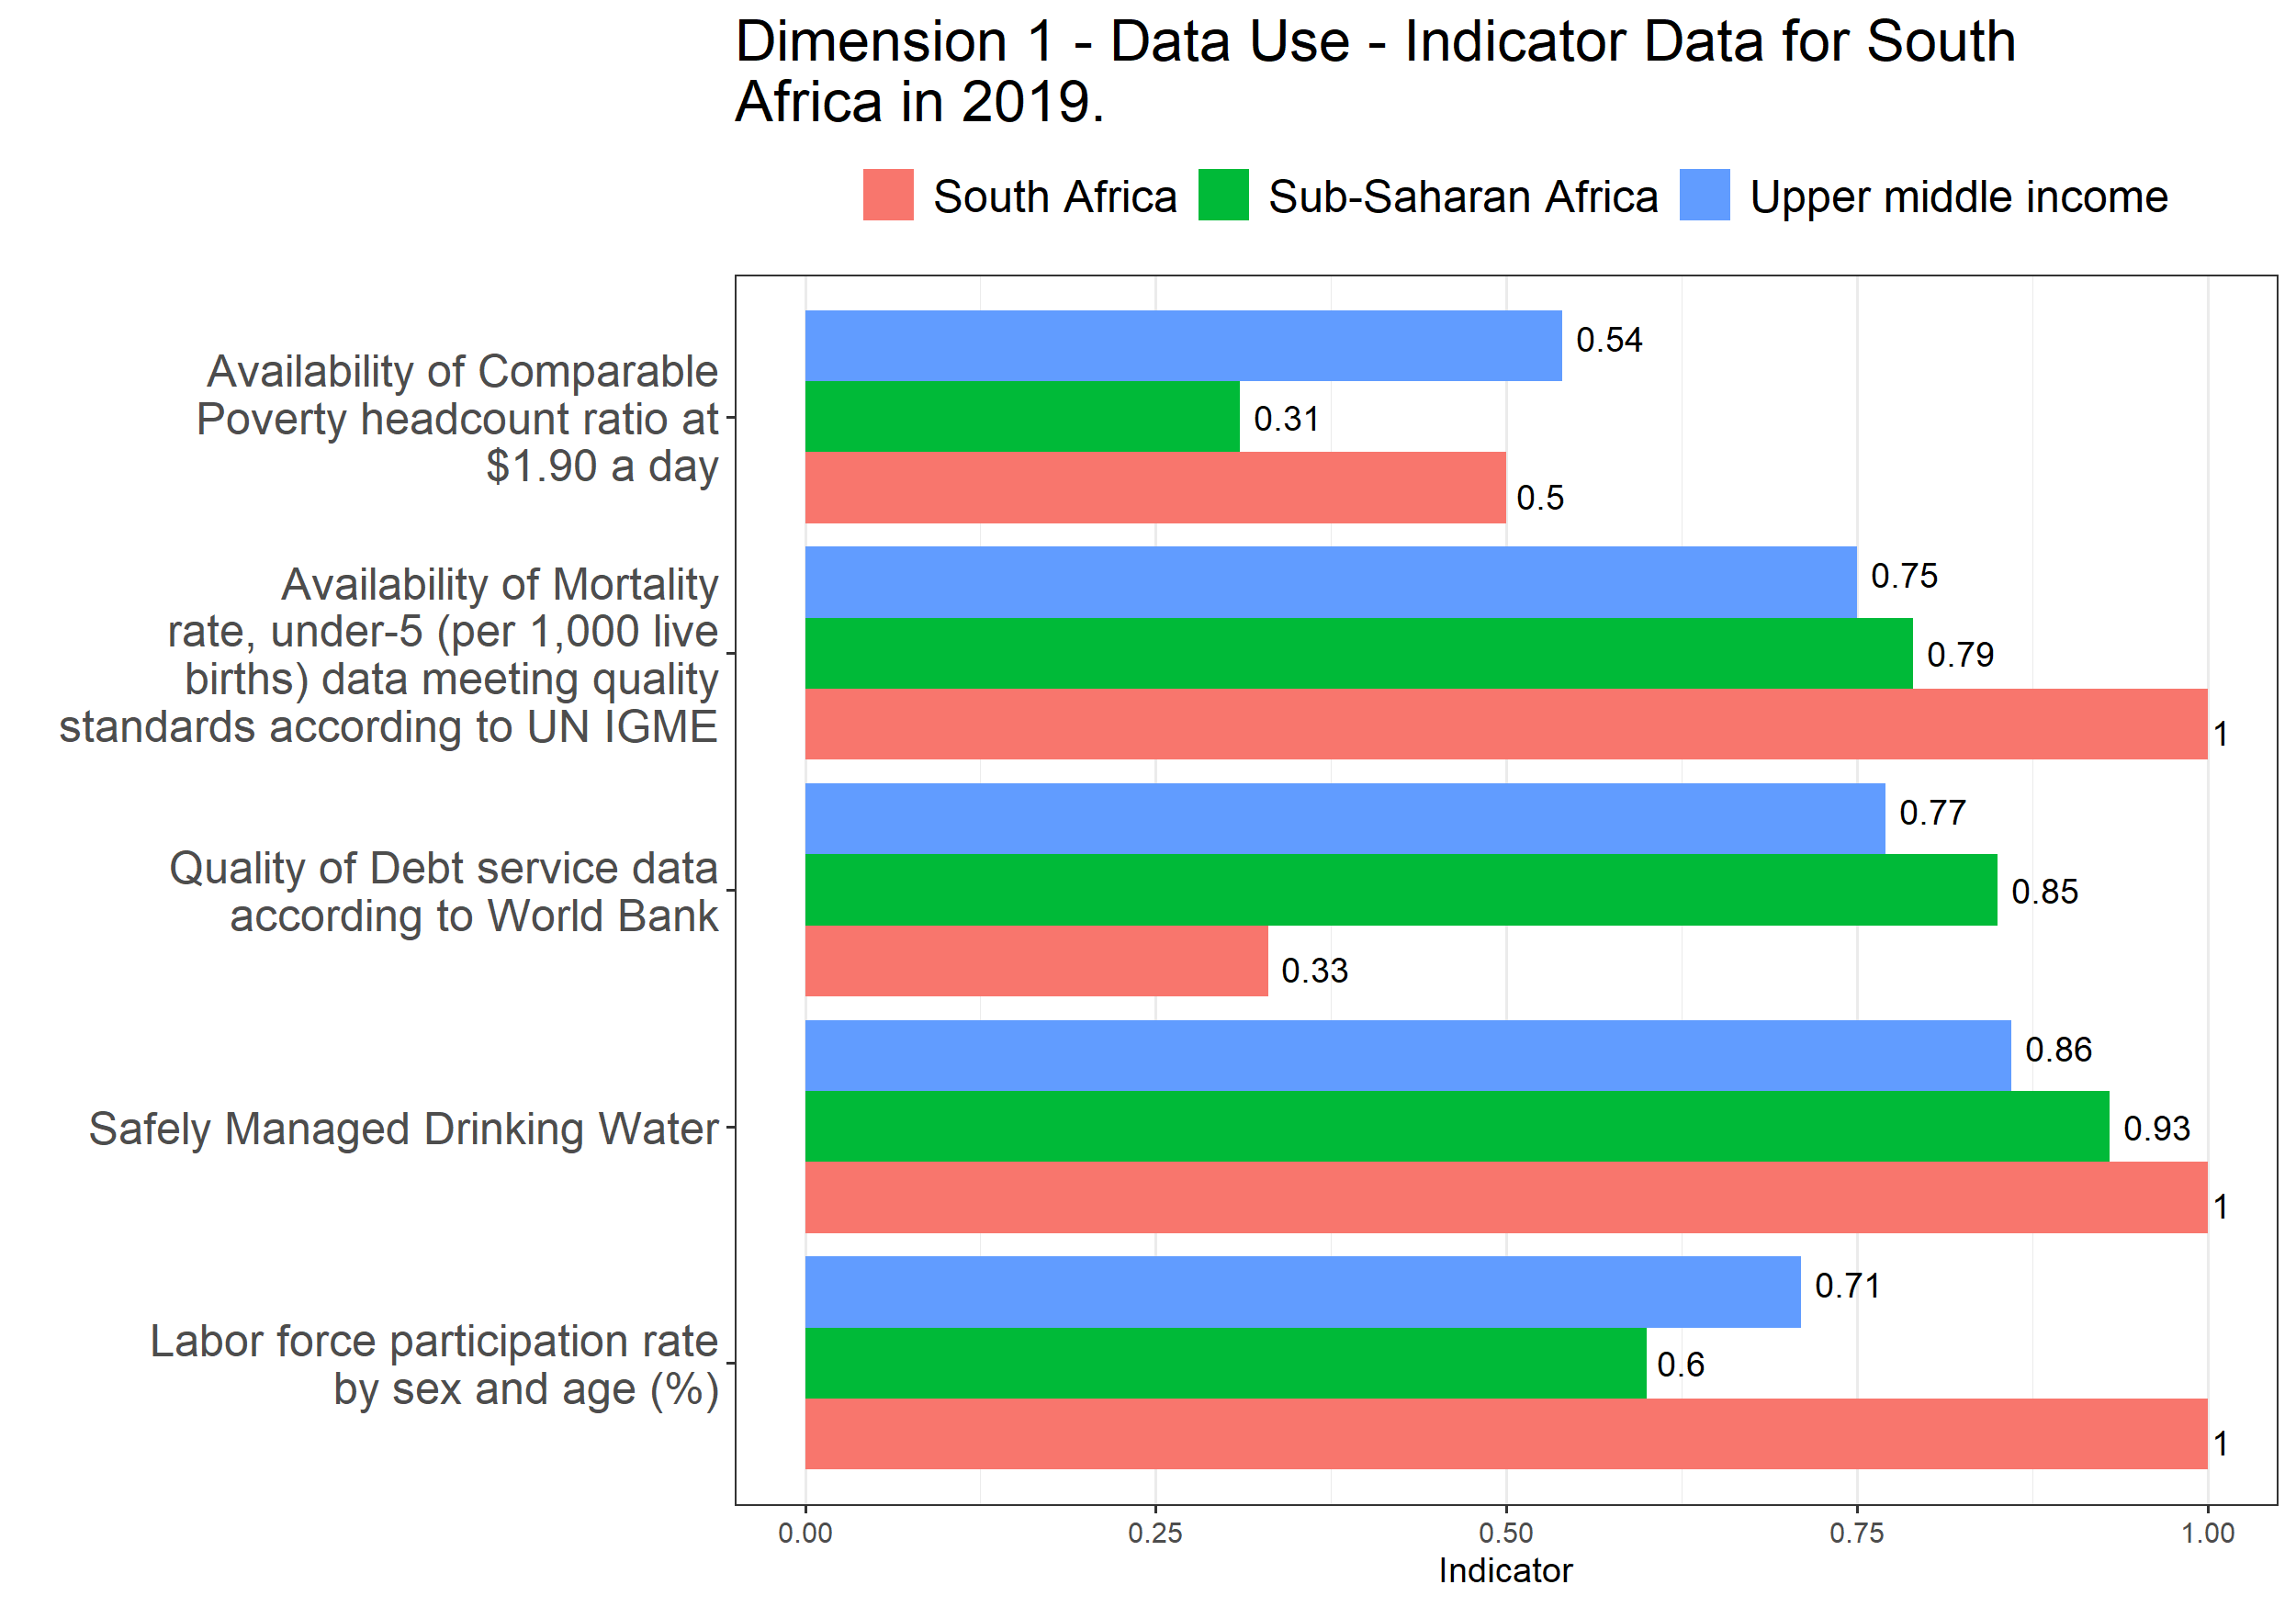 Dimension 1 - Data Use - Indicator Data for South
Africa in 2019.
South Africa
Sub-Saharan Africa
Upper middle income
Availability of Comparable
Poverty headcount ratio at
$1.90 a day
0.54
0.31
0.5
Availability of Mortality
rate, under-5 (per 1,000 live
births) data meeting quality
standards according to UN IGME
0.75
0.79
1
Quality of Debt service data
according to World Bank
0.77
0.85
0.33
Safely Managed Drinking Water
0.86
0.93
1
Labor force participation rate
by sex and age (%)
0.71
0.6
1
0.00
0.25
0.50
0.75
1.00
Indicator